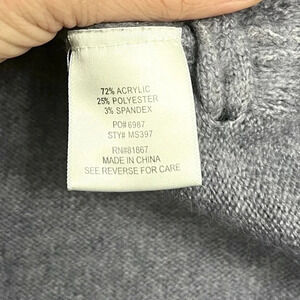 72% ACRYLIC
25% POLYESTER
3% SPANDEX
PO# 6987
STY# MS397
RN# 81867
MADE IN CHINA
SEE REVERSE FOR CARE